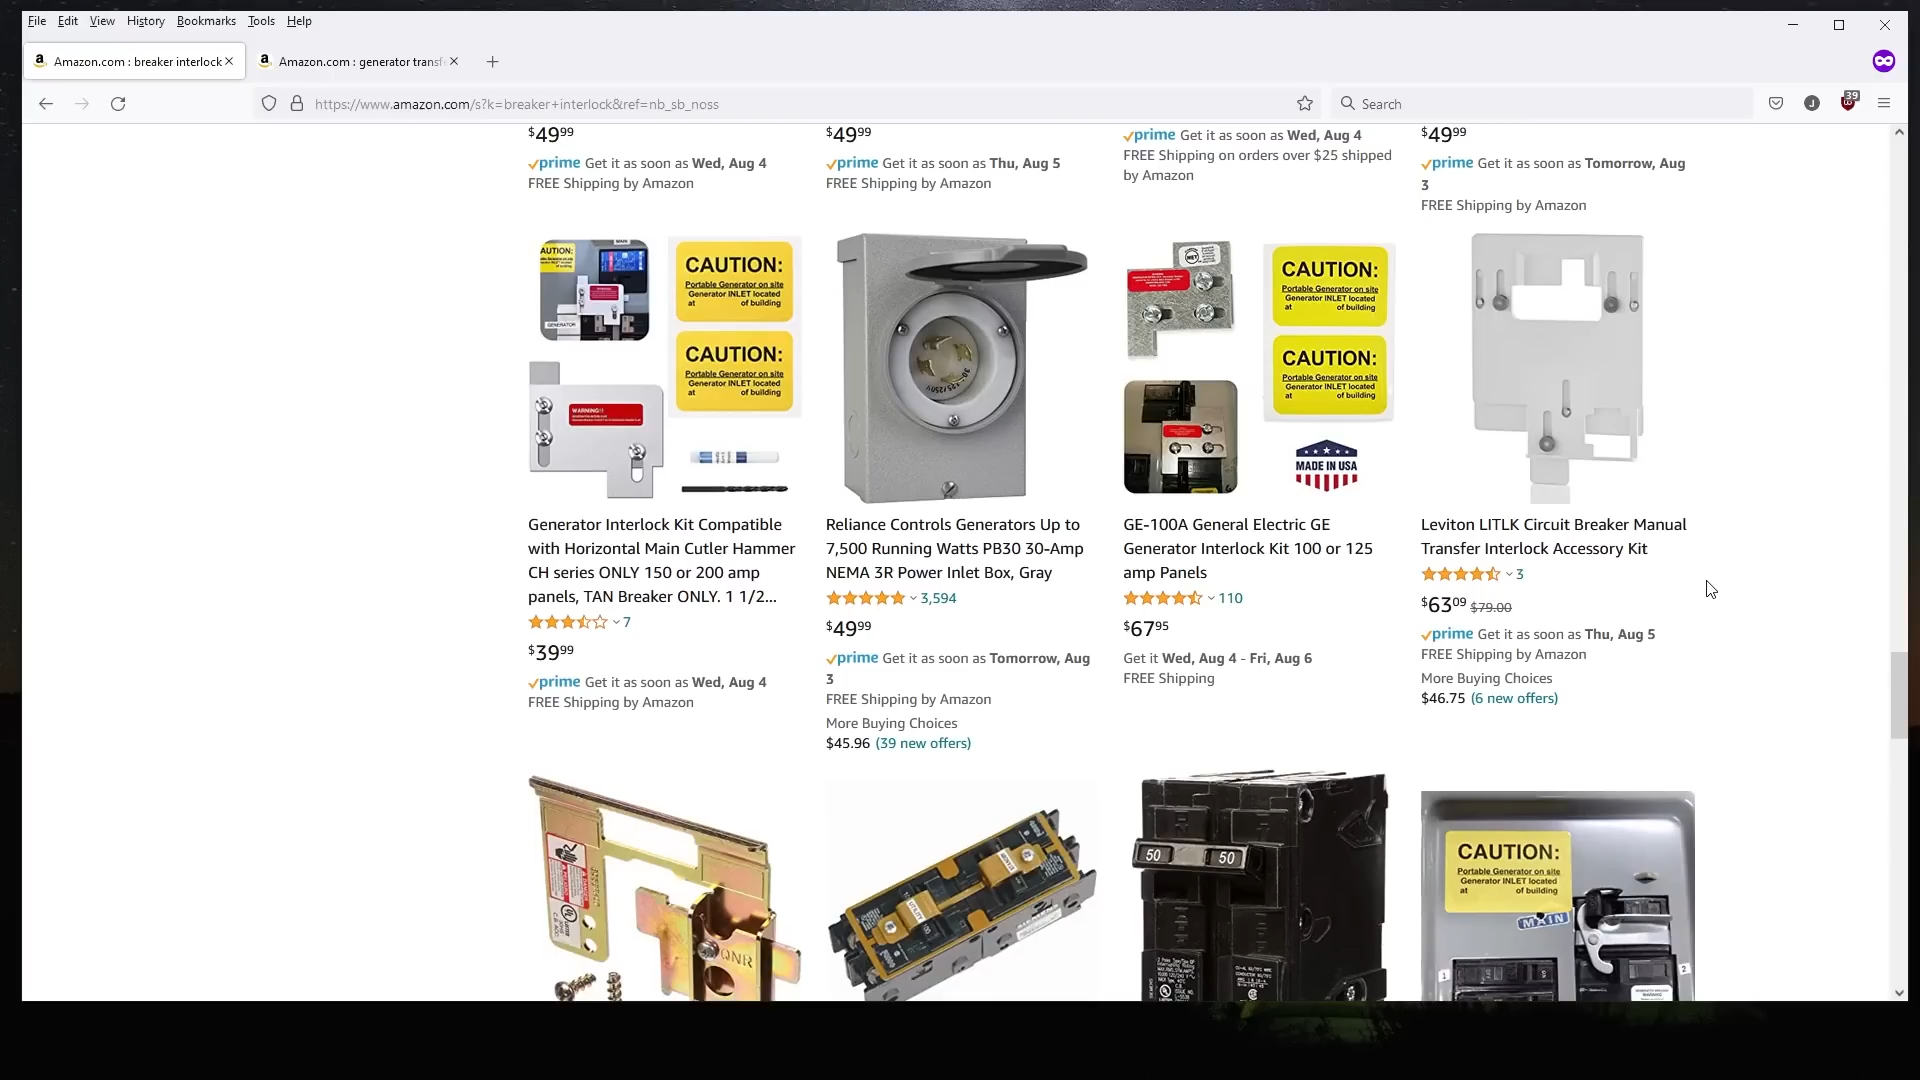 File Edit View History Bookmarks Tools Help
Amazon.com : breaker interlock
Amazon.com : generator transf
https://www.amazon.com/s?k=breaker+interlock&ref=nb_sb_noss
Search
J
39
$49.99
prime Get it as soon as Wed, Aug 4
FREE Shipping by Amazon
$49.99
prime Get it as soon as Thu, Aug 5
FREE Shipping by Amazon
prime Get it as soon as Wed, Aug 4
FREE Shipping on orders over $25 shipped
by Amazon
$49.99
prime Get it as soon as Tomorrow, Aug
3
FREE Shipping by Amazon
CAUTION:
MAIN
GENERATOR
WARNING!!!
CAUTION:
Portable Generator on site
Generator INLET located
at of building
CAUTION:
Portable Generator on site
Generator INLET located
at of building
Generator Interlock Kit Compatible
with Horizontal Main Cutler Hammer
CH series ONLY 150 or 200 amp
panels, TAN Breaker ONLY. 1 1/2...
7
$39.99
prime Get it as soon as Wed, Aug 4
FREE Shipping by Amazon
Reliance Controls Generators Up to
7,500 Running Watts PB30 30-Amp
NEMA 3R Power Inlet Box, Gray
3,594
$49.99
prime Get it as soon as Tomorrow, Aug
3
FREE Shipping by Amazon
More Buying Choices
$45.96 (39 new offers)
CAUTION:
Portable Generator on site
Generator INLET located
at of building
CAUTION:
Portable Generator on site
Generator INLET located
at of building
MADE IN USA
GE-100A General Electric GE
Generator Interlock Kit 100 or 125
amp Panels
110
$67.95
Get it Wed, Aug 4 - Fri, Aug 6
FREE Shipping
Leviton LITLK Circuit Breaker Manual
Transfer Interlock Accessory Kit
3
$63.09 $79.00
prime Get it as soon as Thu, Aug 5
FREE Shipping by Amazon
More Buying Choices
$46.75 (6 new offers)
QNR
50 50
CAUTION:
Portable Generator on site
Generator INLET located
at of building
MAIN
1
2